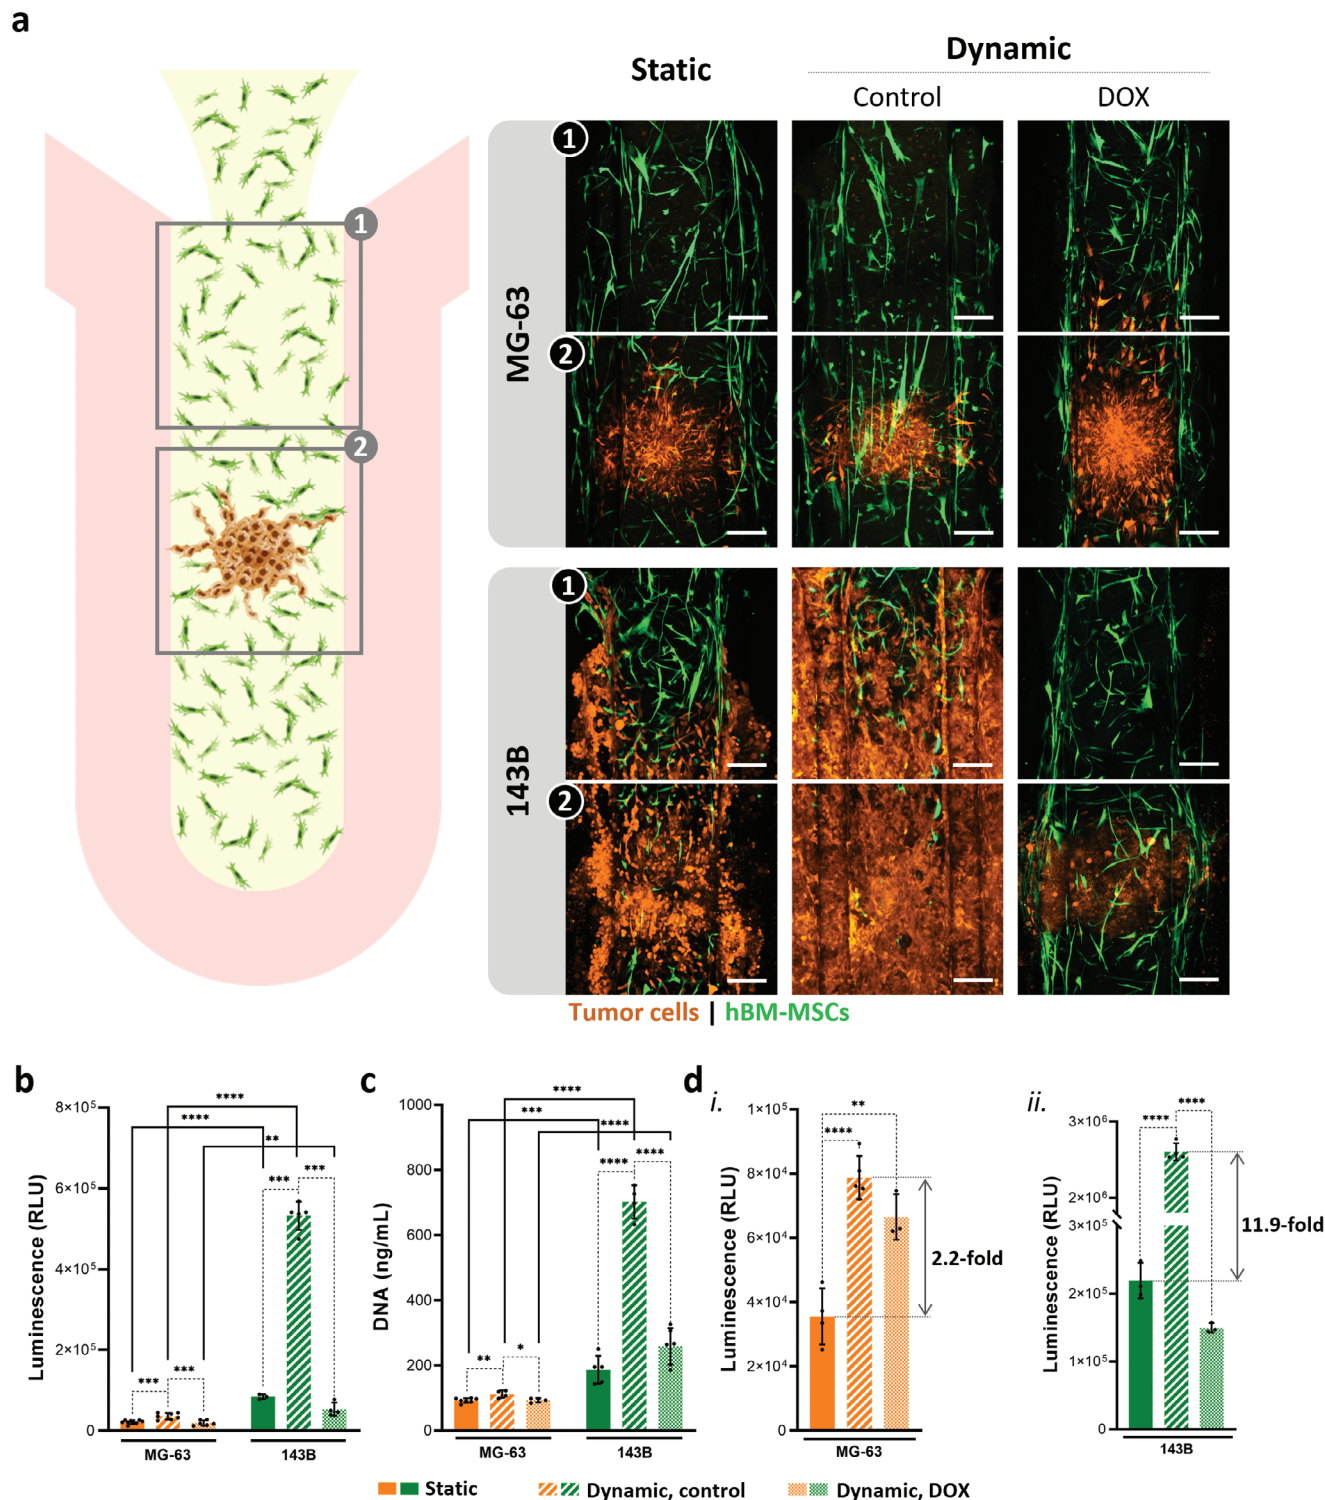 a
Static
Dynamic
Control
DOX
MG-63
1
2
1
2
143B
1
2
Tumor cells | hBM-MSCs
b
Luminescence (RLU)
8×10⁵
6×10⁵
4×10⁵
2×10⁵
0
****
****
**
***
***
***
***
MG-63
143B
c
DNA (ng/mL)
1000
800
600
400
200
0
****
***
****
****
****
**
*
MG-63
143B
d
i.
Luminescence (RLU)
1×10⁵
8×10⁴
6×10⁴
4×10⁴
2×10⁴
0
**
****
2.2-fold
MG-63
ii.
Luminescence (RLU)
3×10⁶
2×10⁶
3×10⁵
2×10⁵
1×10⁵
0
****
****
11.9-fold
143B
Static
Dynamic, control
Dynamic, DOX